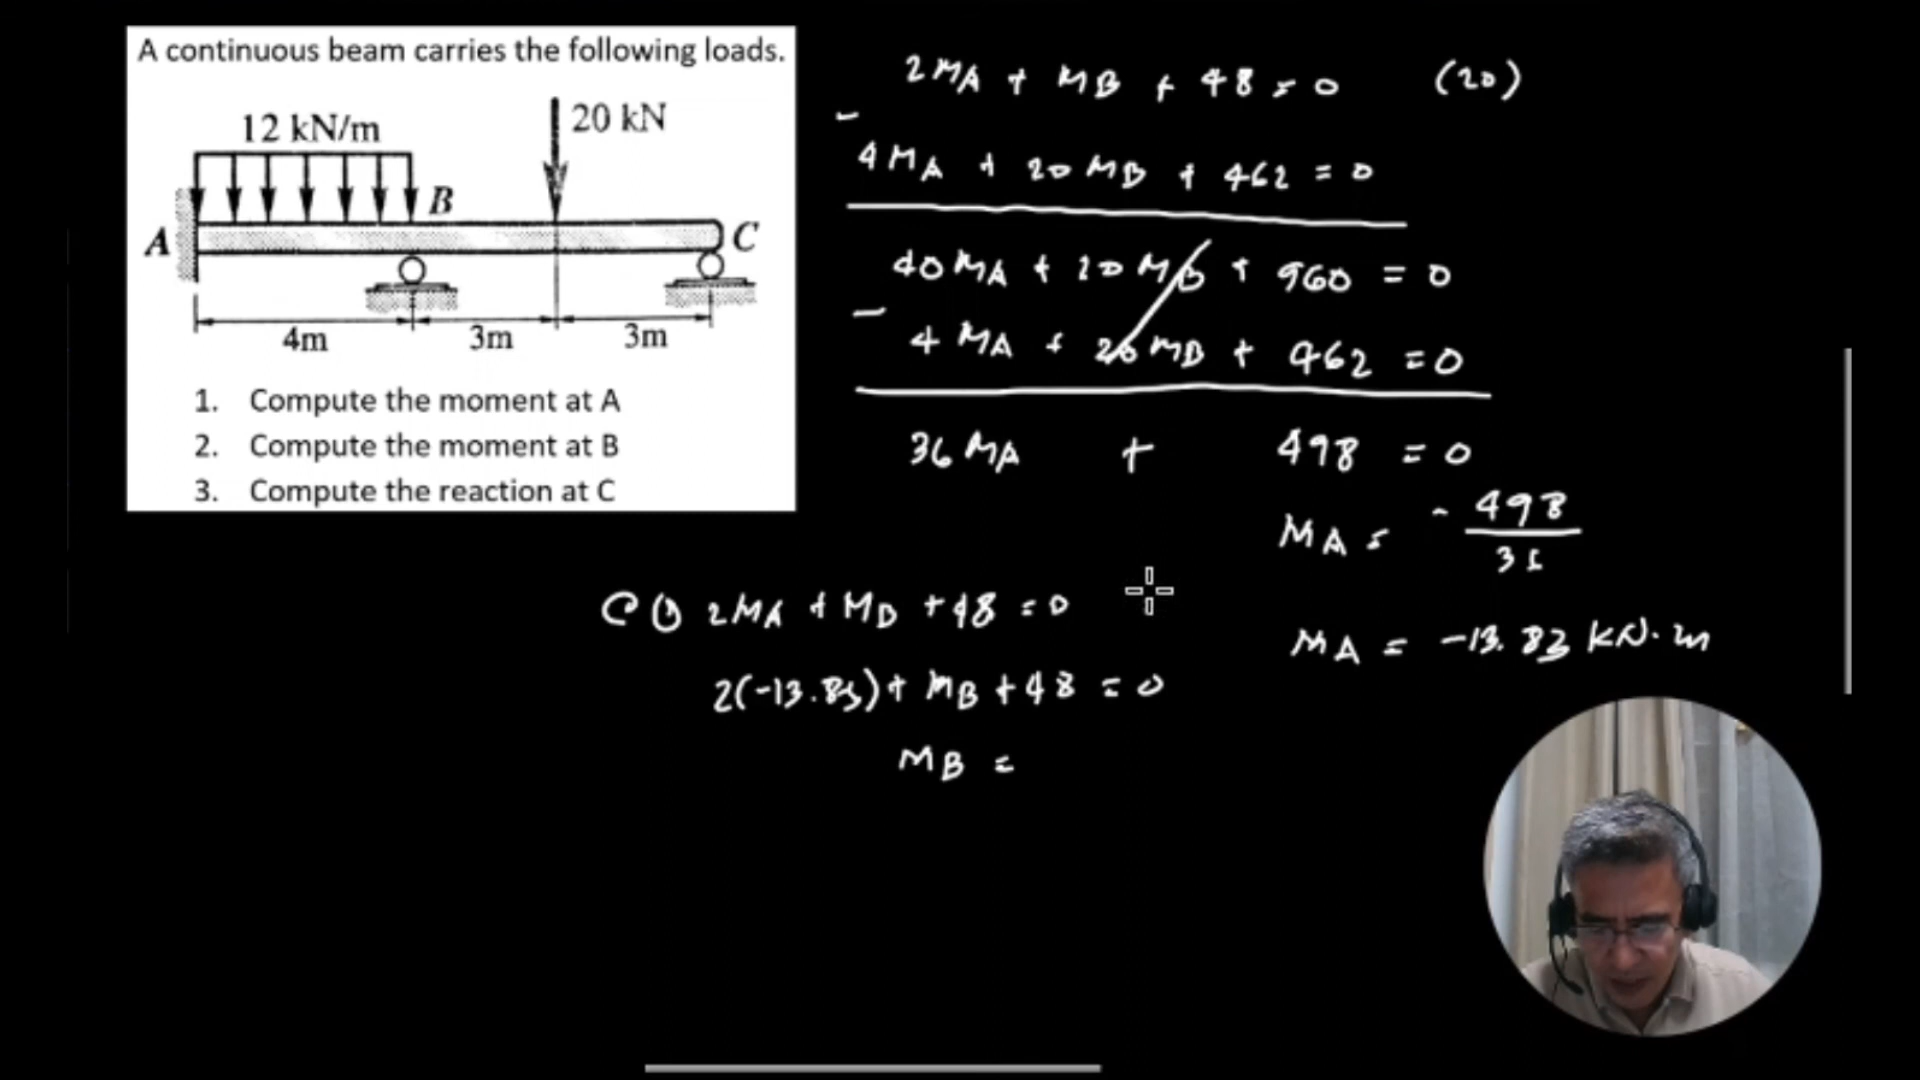 A continuous beam carries the following loads.
12 kN/m
20 kN
B
A
C
4m
3m
3m
1. Compute the moment at A
2. Compute the moment at B
3. Compute the reaction at C
2MA + MB + 48 = 0 (20)
-
4MA + 20MB + 462 = 0
40MA + 20MB + 960 = 0
-
4MA + 20MB + 462 = 0
36MA + 498 = 0
MA = - 498
36
MA = -13.83 kN.m
@ ① 2MA + MB + 48 = 0
2(-13.83) + MB + 48 = 0
MB =